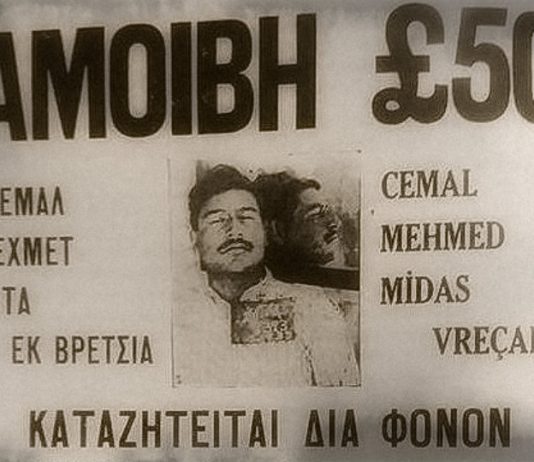 ΑΜΟΙΒΗ £50
ΕΜΑΛ
ΕΧΜΕΤ
ΤΑ
ΕΚ ΒΡΕΤΣΙΑ
CEMAL
MEHMED
MİDAS
VREÇA
ΚΑΤΑΖΗΤΕΙΤΑΙ ΔΙΑ ΦΟΝΟΝ